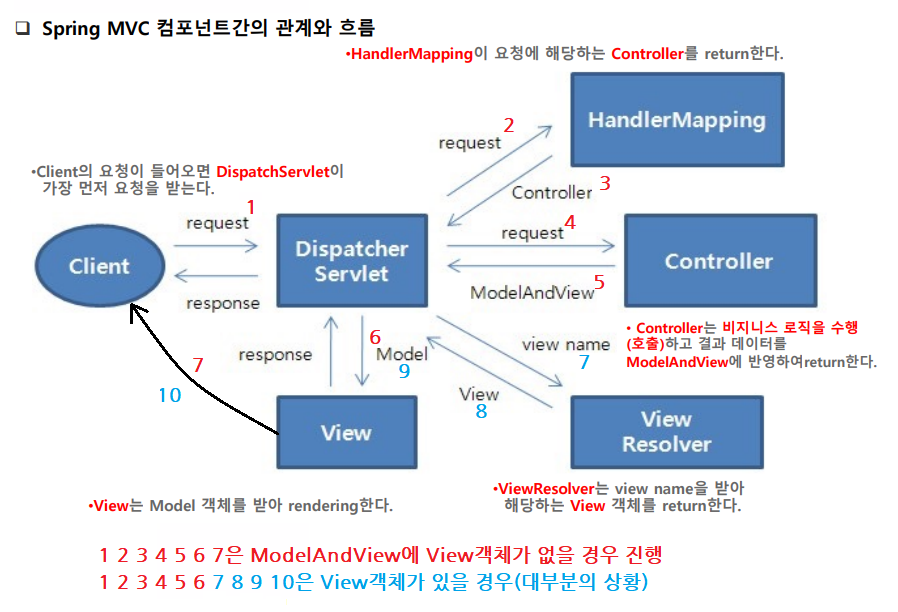 ❑ Spring MVC 컴포넌트간의 관계와 흐름
•HandlerMapping이 요청에 해당하는 Controller를 return한다.
HandlerMapping
request 2
Controller 3
•Client의 요청이 들어오면 DispatchServlet이
가장 먼저 요청을 받는다.
request 1
Client
response
Dispatcher
Servlet
request 4
ModelAndView 5
Controller
• Controller는 비지니스 로직을 수행
(호출)하고 결과 데이터를
ModelAndView에 반영하여return한다.
response
6
Model
9
view name
7
View
8
7
10
View
View
Resolver
•View는 Model 객체를 받아 rendering한다.
•ViewResolver는 view name을 받아
해당하는 View 객체를 return한다.
1 2 3 4 5 6 7은 ModelAndView에 View객체가 없을 경우 진행
1 2 3 4 5 6 7 8 9 10은 View객체가 있을 경우(대부분의 상황)